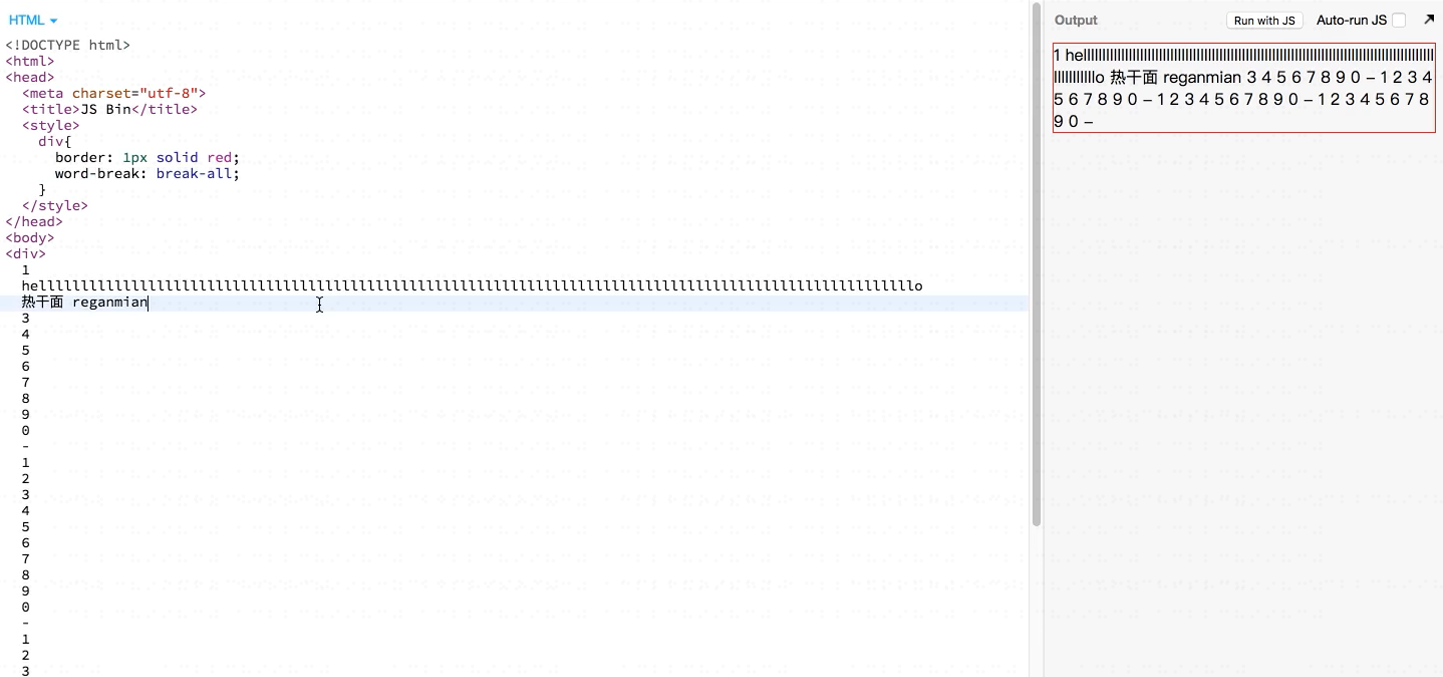 HTML
<!DOCTYPE html>
<html>
<head>
<meta charset="utf-8">
<title>JS Bin</title>
<style>
div{
border: 1px solid red;
word-break: break-all;
}
</style>
</head>
<body>
<div>
1
hellllllllllllllllllllllllllllllllllllllllllllllllllllllllllllllllllllllllllllllllllllllllllllllllllllllllo
热干面 reganmian
3
4
5
6
7
8
9
0
-
1
2
3
4
5
6
7
8
9
0
-
1
2
3
Output
Run with JS
Auto-run JS
1 helllllllllllllllllllllllllllllllllllllllllllllllllllllllllllllllllllllllllllllllllllllllllllll
lllllllllllo 热干面 reganmian 3 4 5 6 7 8 9 0 – 1 2 3 4
5 6 7 8 9 0 – 1 2 3 4 5 6 7 8 9 0 – 1 2 3 4 5 6 7 8
9 0 –